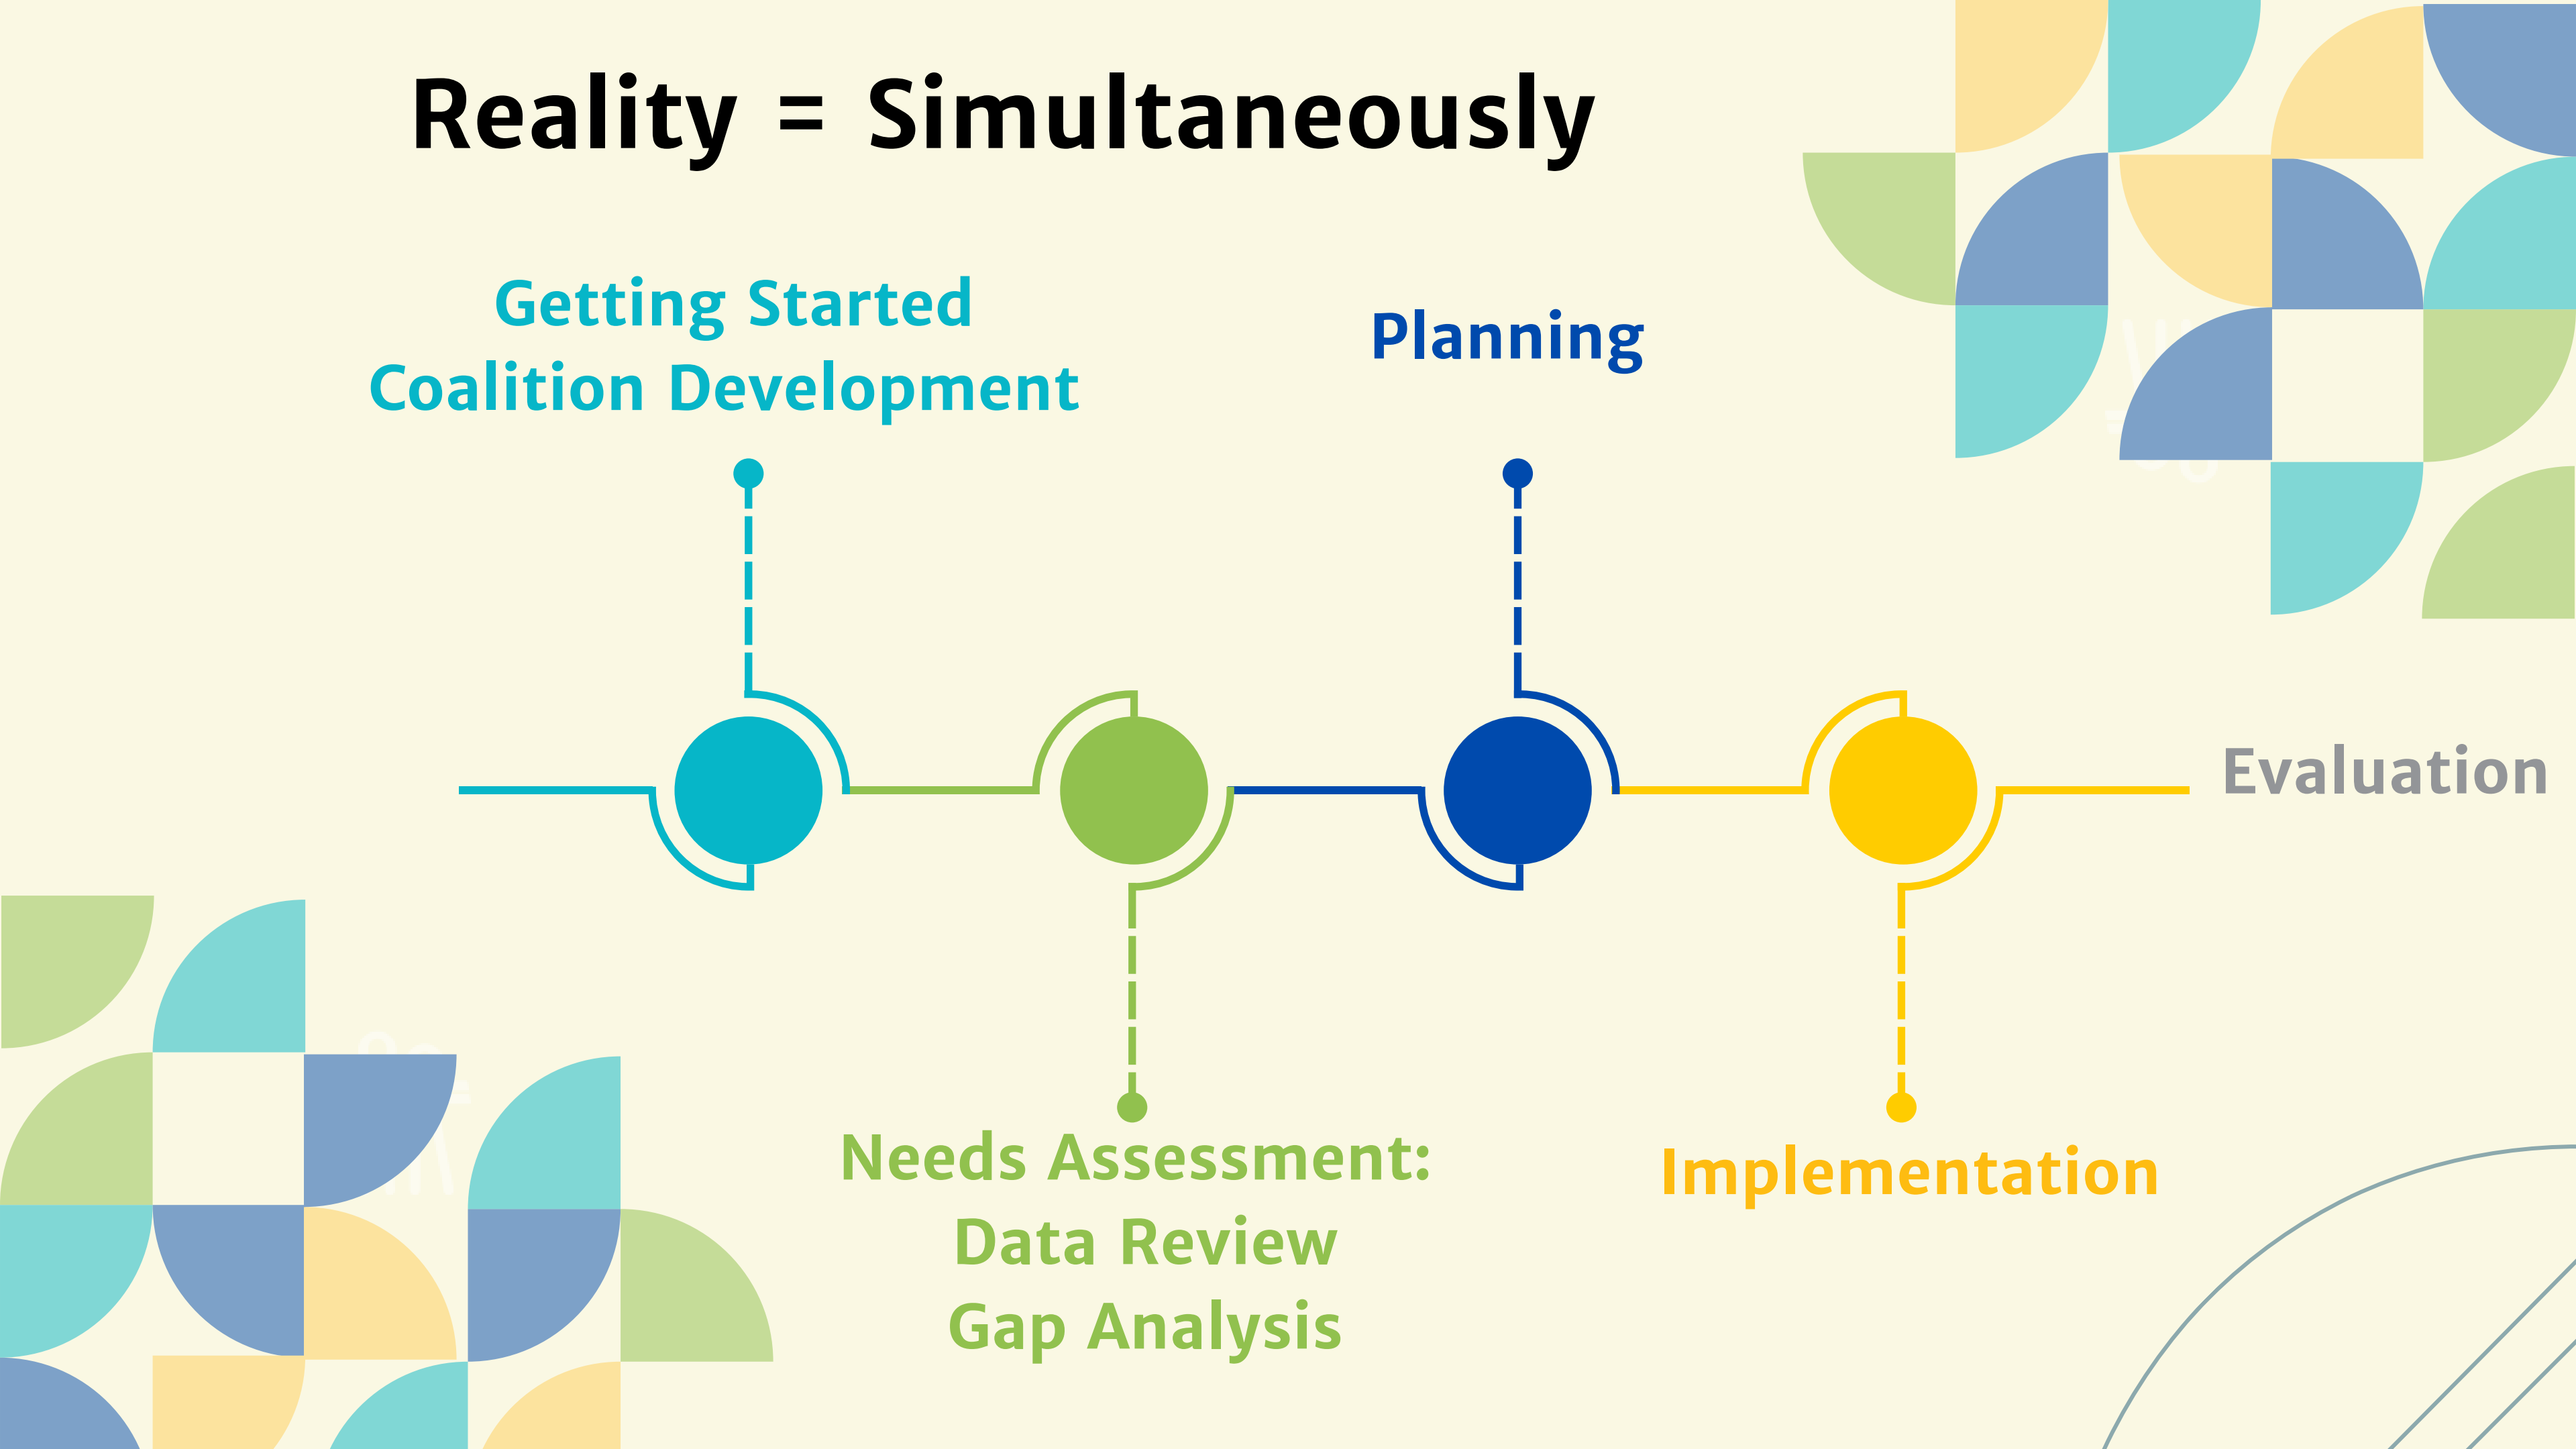 Reality = Simultaneously
Getting Started
Coalition Development
Planning
Evaluation
Needs Assessment:
Data Review
Gap Analysis
Implementation